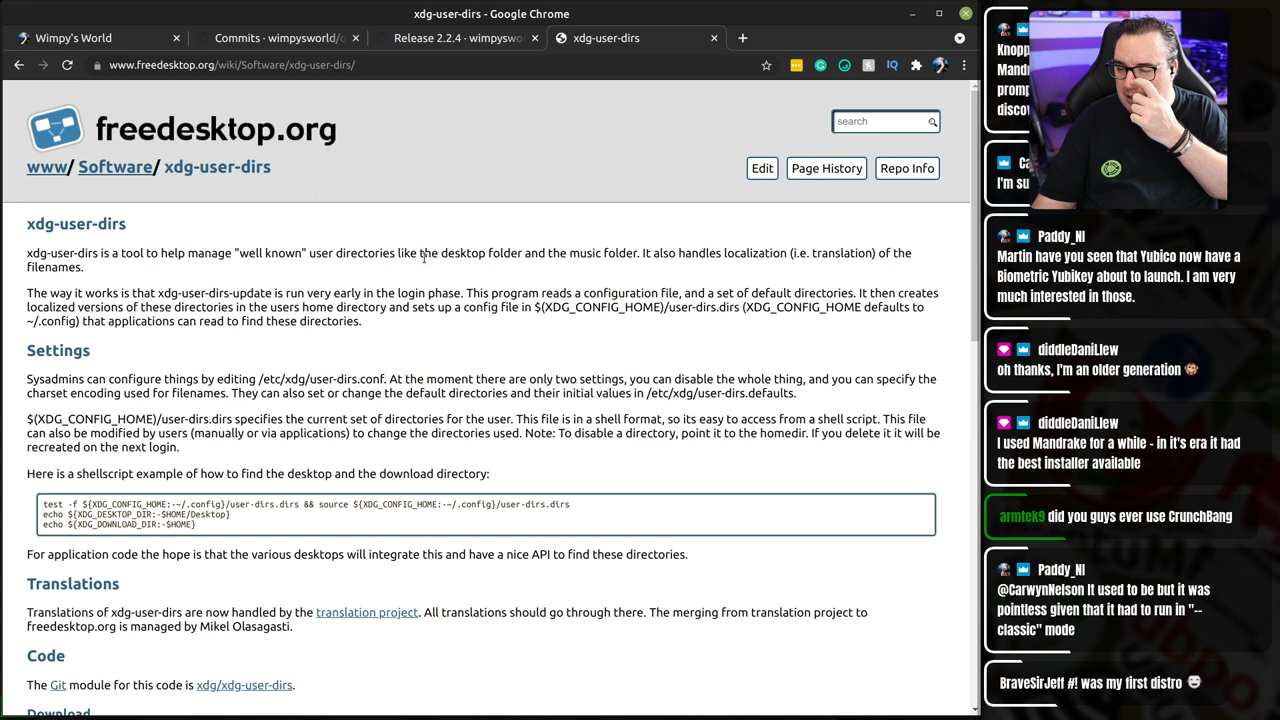 xdg-user-dirs - Google Chrome
Wimpy's World
Commits · wimpysworld/
Release 2.2.4 · wimpyswo
xdg-user-dirs
www.freedesktop.org/wiki/Software/xdg-user-dirs/
freedesktop.org
search
www/ Software/ xdg-user-dirs
Edit
Page History
Repo Info
xdg-user-dirs
xdg-user-dirs is a tool to help manage "well known" user directories like the desktop folder and the music folder. It also handles localization (i.e. translation) of the
filenames.
The way it works is that xdg-user-dirs-update is run very early in the login phase. This program reads a configuration file, and a set of default directories. It then creates
localized versions of these directories in the users home directory and sets up a config file in $(XDG_CONFIG_HOME)/user-dirs.dirs (XDG_CONFIG_HOME defaults to
~/.config) that applications can read to find these directories.
Settings
Sysadmins can configure things by editing /etc/xdg/user-dirs.conf. At the moment there are only two settings, you can disable the whole thing, and you can specify the
charset encoding used for filenames. They can also set or change the default directories and their initial values in /etc/xdg/user-dirs.defaults.
$(XDG_CONFIG_HOME)/user-dirs.dirs specifies the current set of directories for the user. This file is in a shell format, so its easy to access from a shell script. This file
can also be modified by users (manually or via applications) to change the directories used. Note: To disable a directory, point it to the homedir. If you delete it it will be
recreated on the next login.
Here is a shellscript example of how to find the desktop and the download directory:
test -f ${XDG_CONFIG_HOME:-~/.config}/user-dirs.dirs && source ${XDG_CONFIG_HOME:-~/.config}/user-dirs.dirs
echo ${XDG_DESKTOP_DIR:-$HOME/Desktop}
echo ${XDG_DOWNLOAD_DIR:-$HOME}
For application code the hope is that the various desktops will integrate this and have a nice API to find these directories.
Translations
Translations of xdg-user-dirs are now handled by the translation project. All translations should go through there. The merging from translation project to
freedesktop.org is managed by Mikel Olasagasti.
Code
The Git module for this code is xdg/xdg-user-dirs.
Download
Knopp
Mandr
promp
discov
Ca
I'm su
Paddy_NI
Martin have you seen that Yubico now have a
Biometric Yubikey about to launch. I am very
much interested in those.
diddleDaniLlew
oh thanks, I'm an older generation
diddleDaniLlew
I used Mandrake for a while - in it's era it had
the best installer available
armtek9 did you guys ever use CrunchBang
Paddy_NI
@CarwynNelson It used to be but it was
pointless given that it had to run in "--
classic" mode
BraveSirJeff #! was my first distro